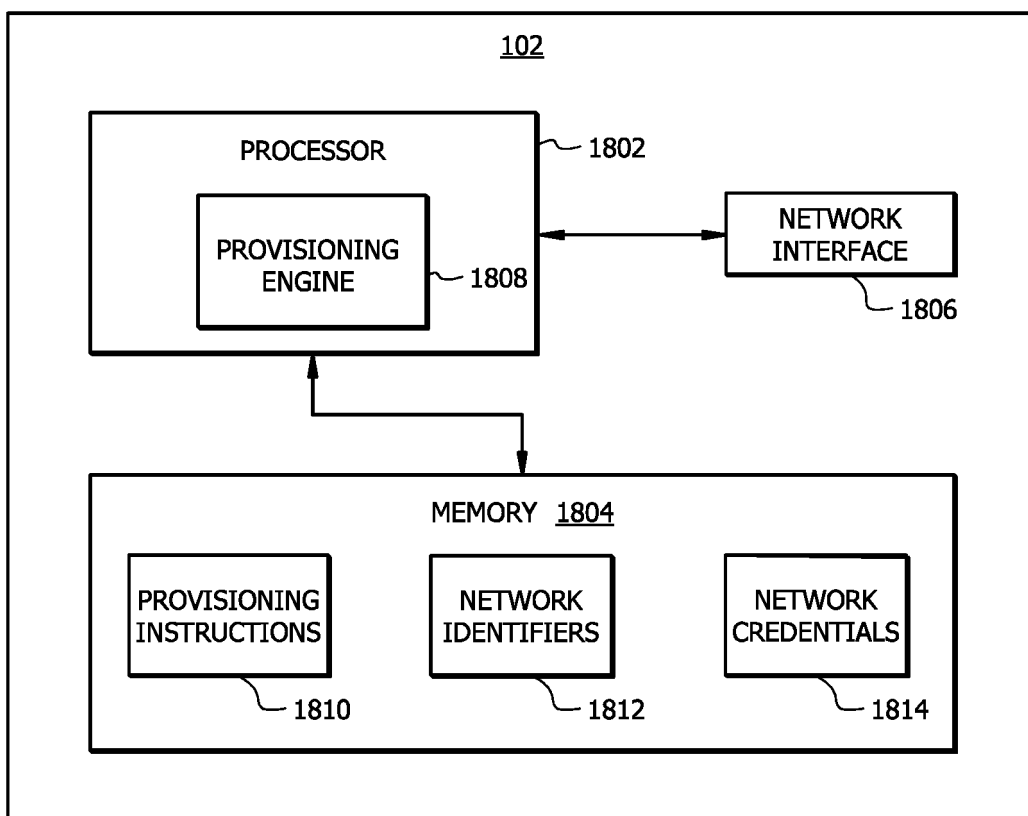 102
PROCESSOR
1802
PROVISIONING
ENGINE
1808
NETWORK
INTERFACE
1806
MEMORY 1804
PROVISIONING
INSTRUCTIONS
1810
NETWORK
IDENTIFIERS
1812
NETWORK
CREDENTIALS
1814